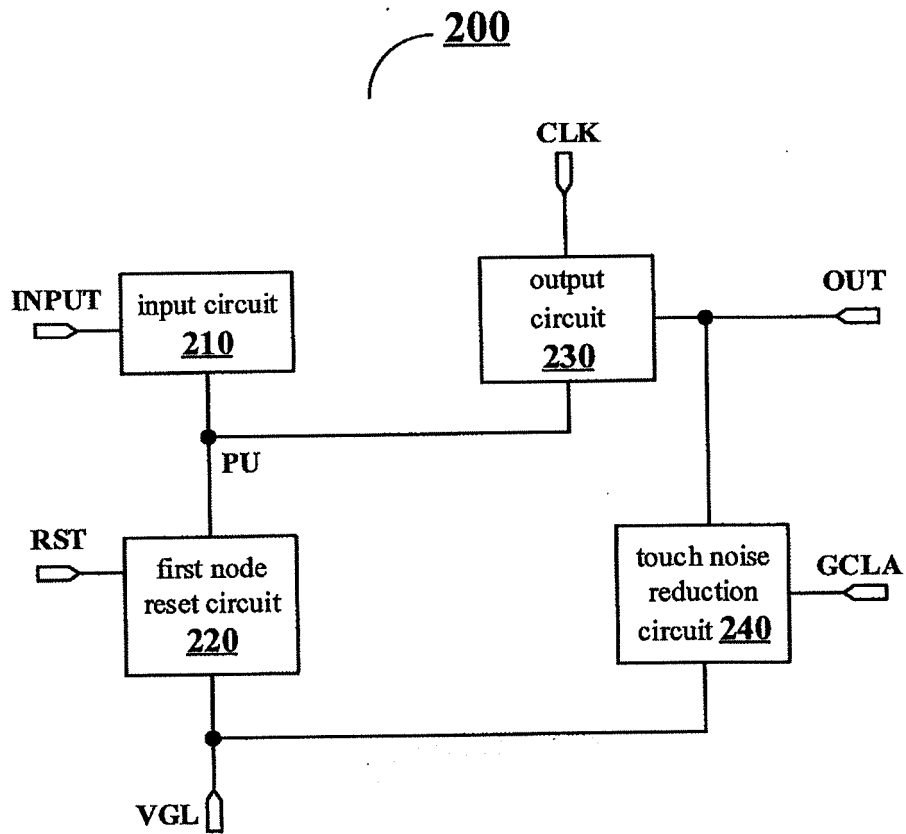 200
CLK
INPUT
input circuit
210
output
circuit
230
OUT
PU
RST
first node
reset circuit
220
touch noise
reduction
circuit 240
GCLA
VGL